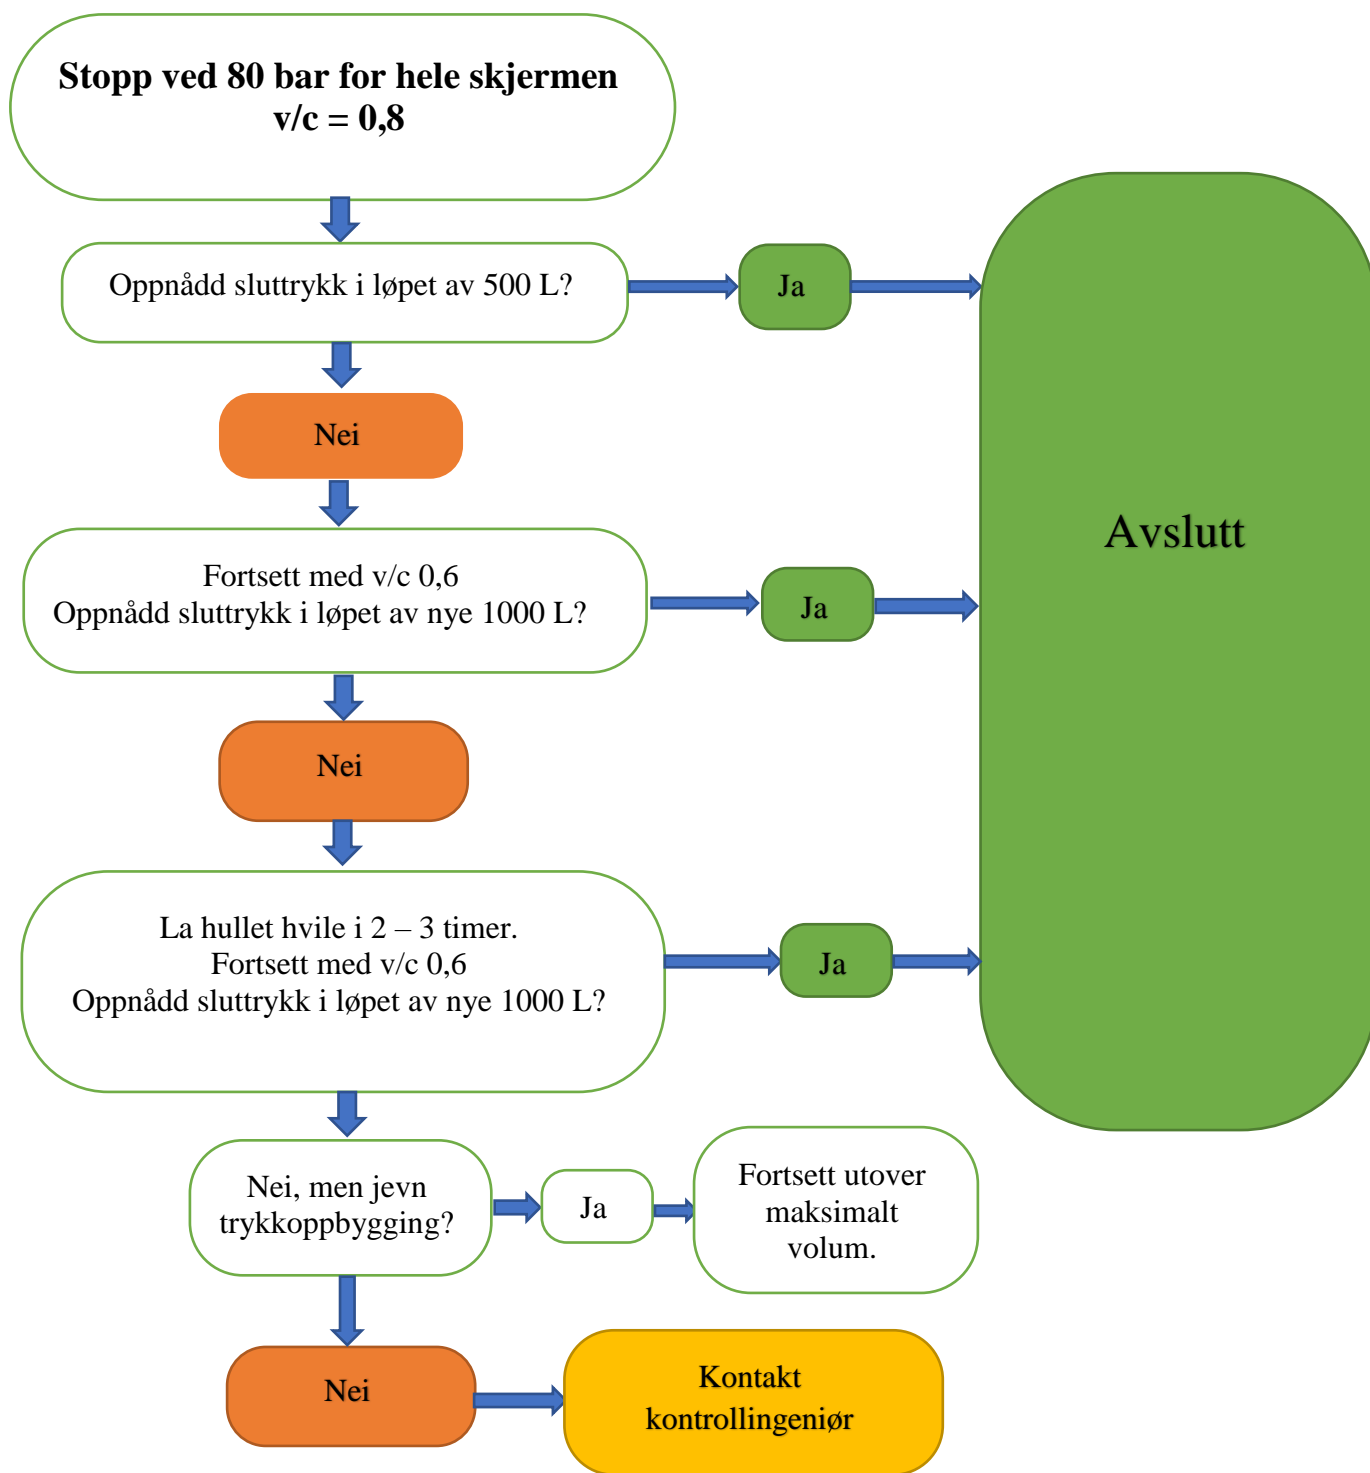 Stopp ved 80 bar for hele skjermen
v/c = 0,8
Oppnådd sluttrykk i løpet av 500 L?
Ja
Nei
Avslutt
Fortsett med v/c 0,6
Oppnådd sluttrykk i løpet av nye 1000 L?
Ja
Nei
La hullet hvile i 2 – 3 timer.
Fortsett med v/c 0,6
Oppnådd sluttrykk i løpet av nye 1000 L?
Ja
Nei, men jevn
trykkoppbygging?
Ja
Fortsett utover
maksimalt
volum.
Nei
Kontakt
kontrollingeniør